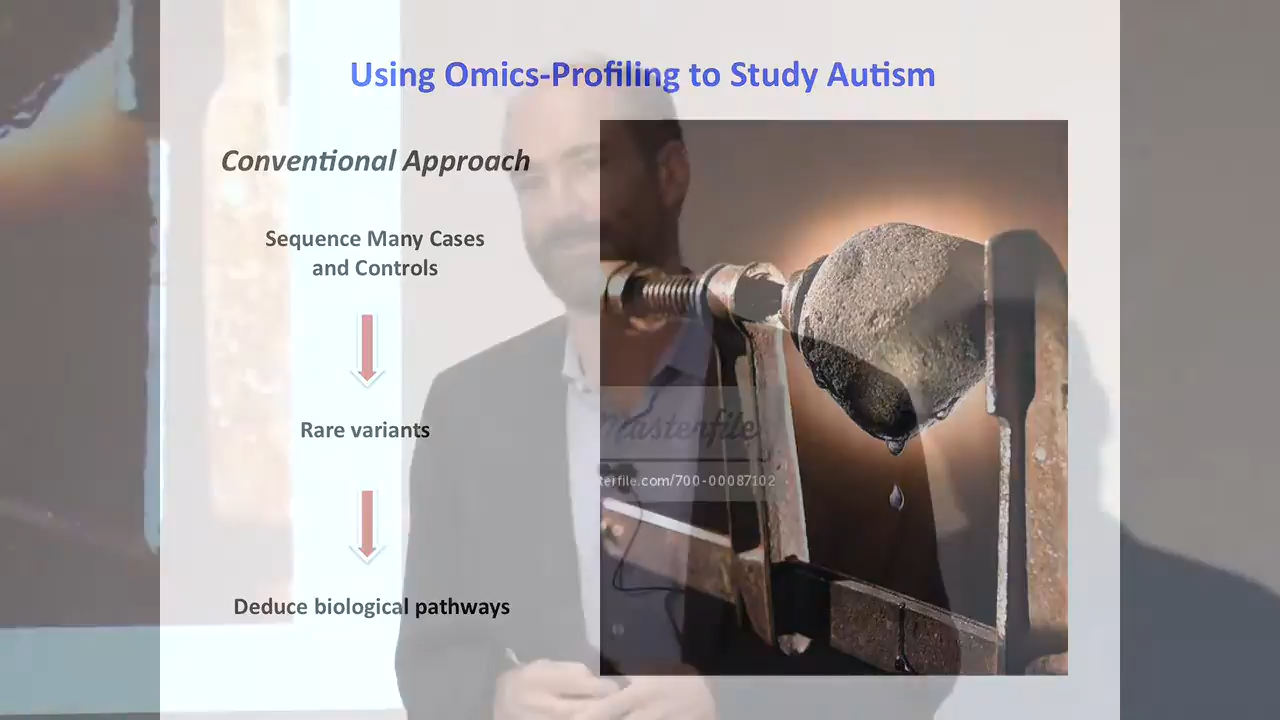 Using Omics-Profiling to Study Autism
Conventional Approach
Sequence Many Cases
and Controls
Rare variants
Deduce biological pathways
Masterfile
terfile.com/700-00087102